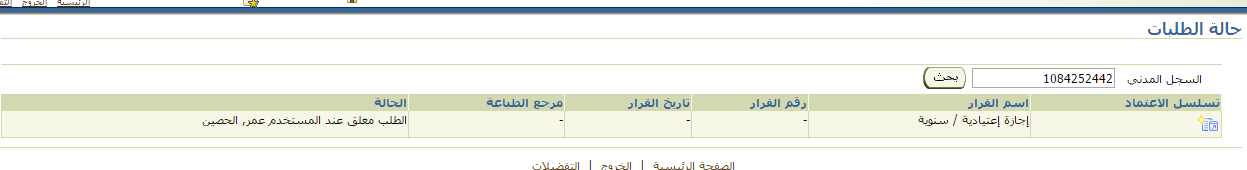 الرئيسية الخروج
حالة الطلبات
السجل المدني 1084252442 بحث
تسلسل الاعتماد اسم القرار رقم القرار تاريخ القرار مرجع الطباعة الحالة
إجازة إعتيادية / سنوية - - - الطلب معلق عند المستخدم عمر, الحصين
الصفحة الرئيسية | الخروج | التفضيلات